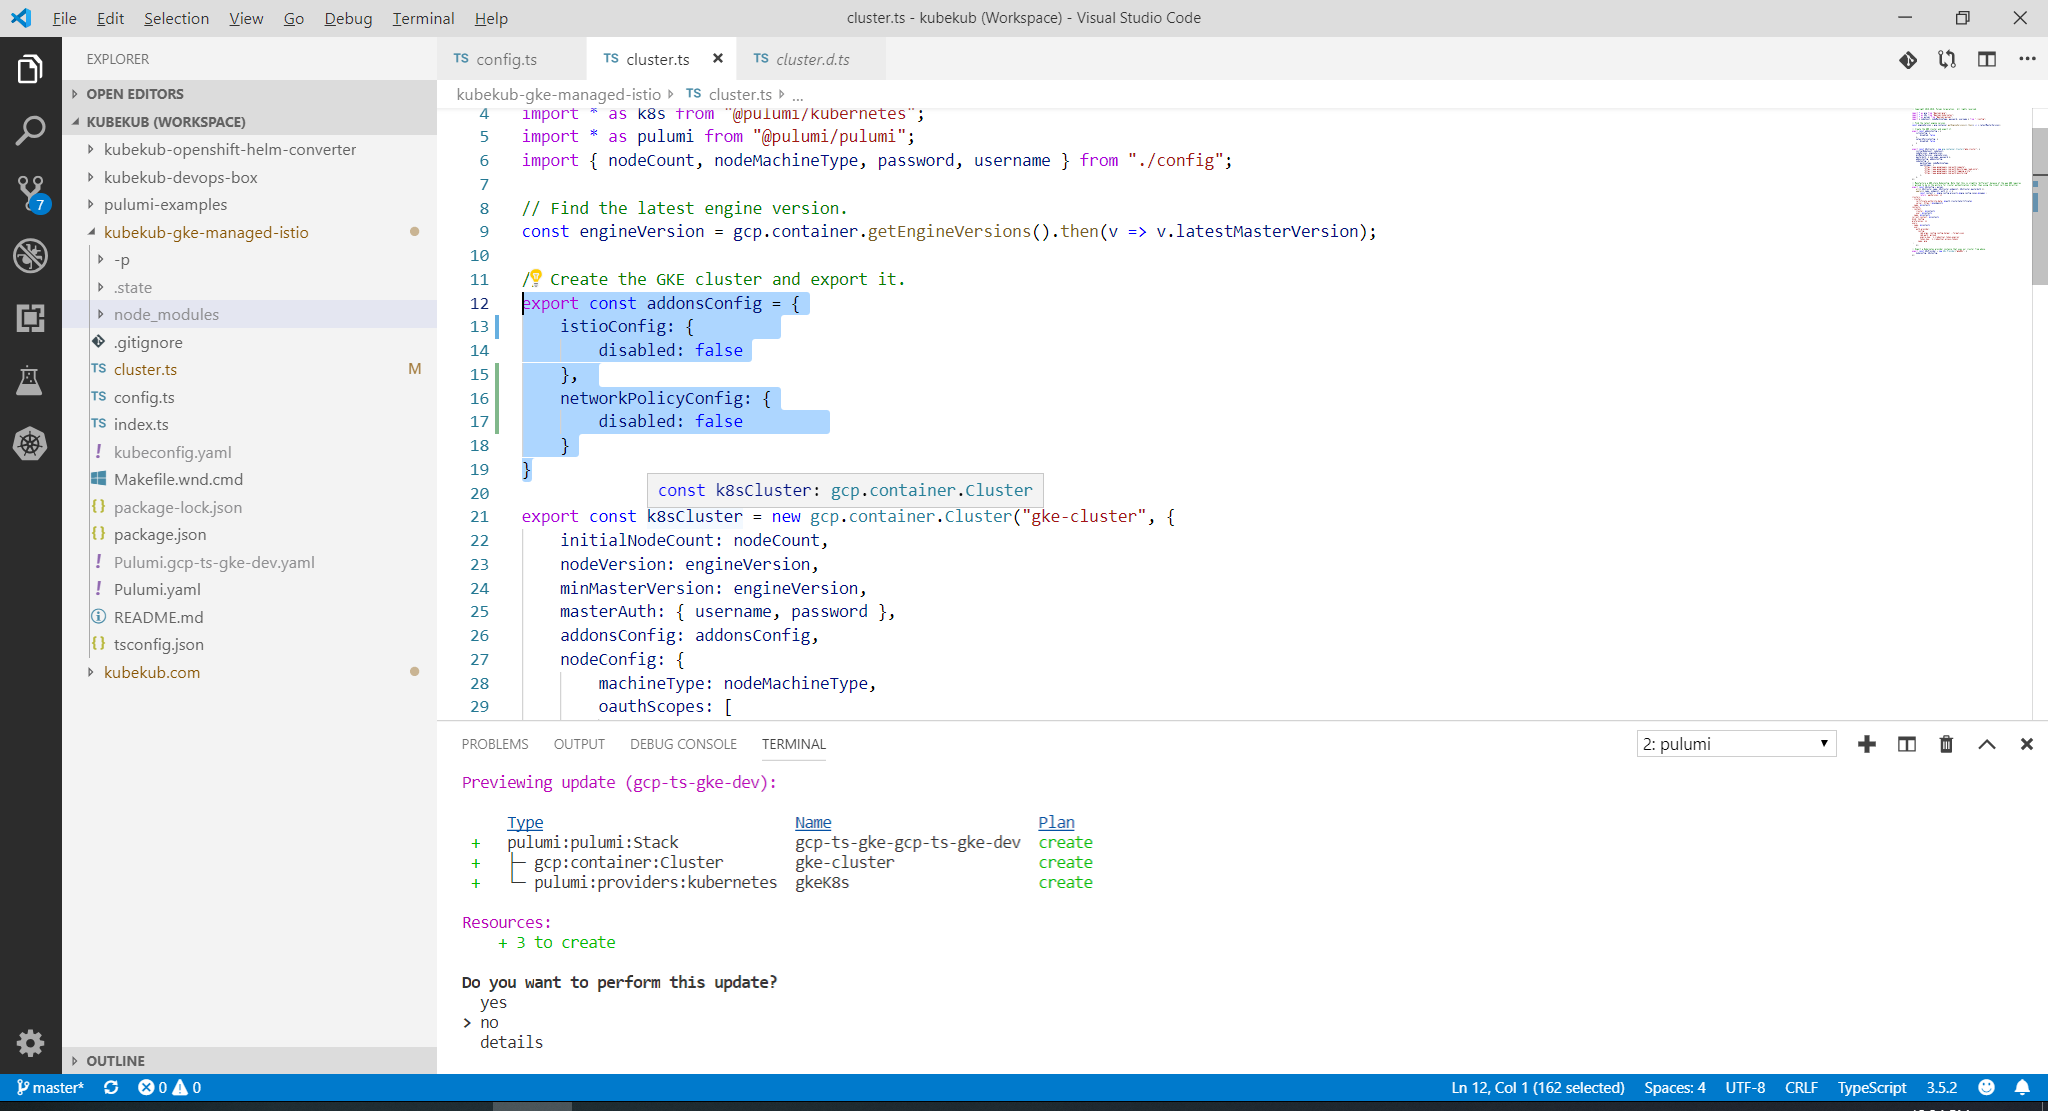 File Edit Selection View Go Debug Terminal Help
cluster.ts - kubekub (Workspace) - Visual Studio Code
EXPLORER
OPEN EDITORS
KUBEKUB (WORKSPACE)
kubekub-openshift-helm-converter
kubekub-devops-box
pulumi-examples
kubekub-gke-managed-istio
-p
.state
node_modules
.gitignore
TS cluster.ts M
TS config.ts
TS index.ts
! kubeconfig.yaml
Makefile.wnd.cmd
{} package-lock.json
{} package.json
! Pulumi.gcp-ts-gke-dev.yaml
! Pulumi.yaml
README.md
{} tsconfig.json
kubekub.com
OUTLINE
7
TS config.ts TS cluster.ts TS cluster.d.ts
kubekub-gke-managed-istio TS cluster.ts ...
4 import * as k8s from "@pulumi/kubernetes";
5 import * as pulumi from "@pulumi/pulumi";
6 import { nodeCount, nodeMachineType, password, username } from "./config";
7
8 // Find the latest engine version.
9 const engineVersion = gcp.container.getEngineVersions().then(v => v.latestMasterVersion);
10
11 / Create the GKE cluster and export it.
12 export const addonsConfig = {
13 istioConfig: {
14 disabled: false
15 },
16 networkPolicyConfig: {
17 disabled: false
18 }
19 }
20
const k8sCluster: gcp.container.Cluster
21 export const k8sCluster = new gcp.container.Cluster("gke-cluster", {
22 initialNodeCount: nodeCount,
23 nodeVersion: engineVersion,
24 minMasterVersion: engineVersion,
25 masterAuth: { username, password },
26 addonsConfig: addonsConfig,
27 nodeConfig: {
28 machineType: nodeMachineType,
29 oauthScopes: [
PROBLEMS OUTPUT DEBUG CONSOLE TERMINAL
2: pulumi
Previewing update (gcp-ts-gke-dev):
Type Name Plan
+ pulumi:pulumi:Stack gcp-ts-gke-gcp-ts-gke-dev create
+ ├─ gcp:container:Cluster gke-cluster create
+ └─ pulumi:providers:kubernetes gkeK8s create
Resources:
+ 3 to create
Do you want to perform this update?
yes
> no
details
master* 0 0
Ln 12, Col 1 (162 selected) Spaces: 4 UTF-8 CRLF TypeScript 3.5.2